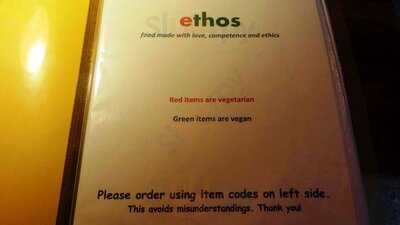 ethos
food made with love, competence and ethics
Red items are vegetarian
Green items are vegan
Please order using item codes on left side.
This avoids misunderstandings. Thank you!